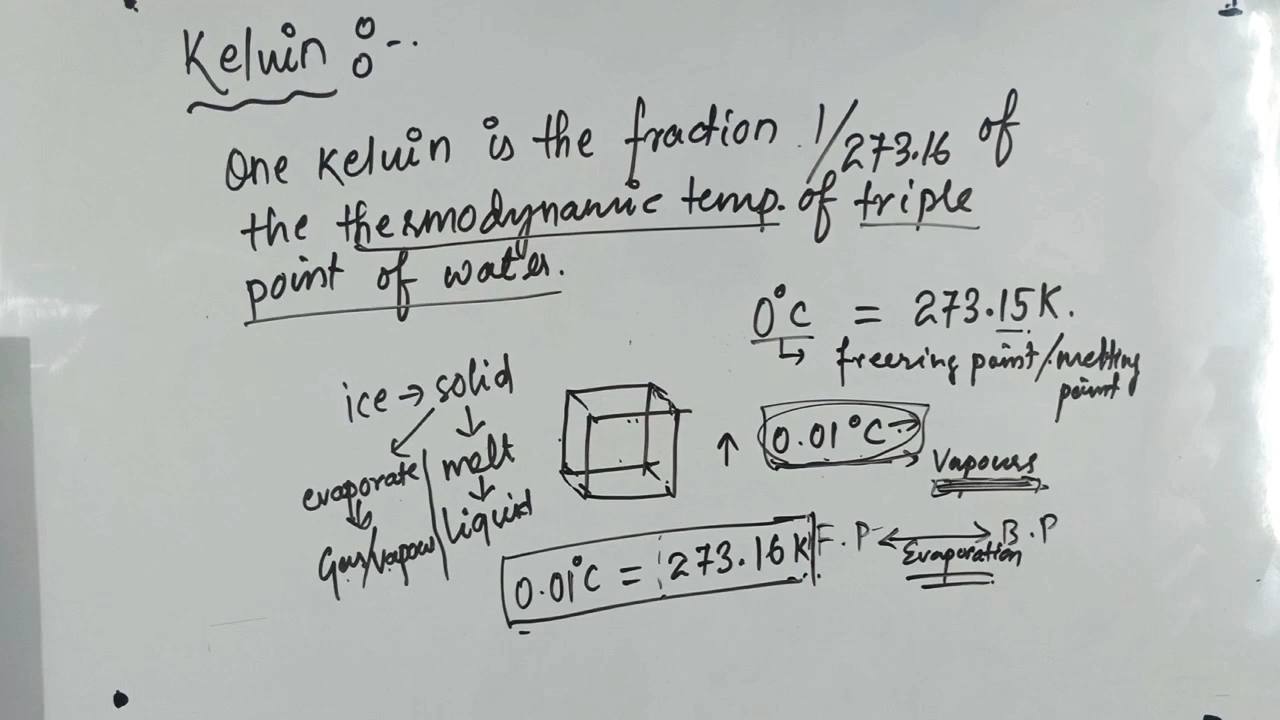 Kelvin :-
One Kelvin is the fraction 1/273.16 of
the thermodynamic temp. of triple
point of water.
0°C = 273.15K.
↳ freezing point/melting
point
ice → solid
evaporate
Gas/vapour
melt
liquid
↑ 0.01°C →
Vapours
0.01°C = 273.16 K
F.P ↔ B.P
Evaporation